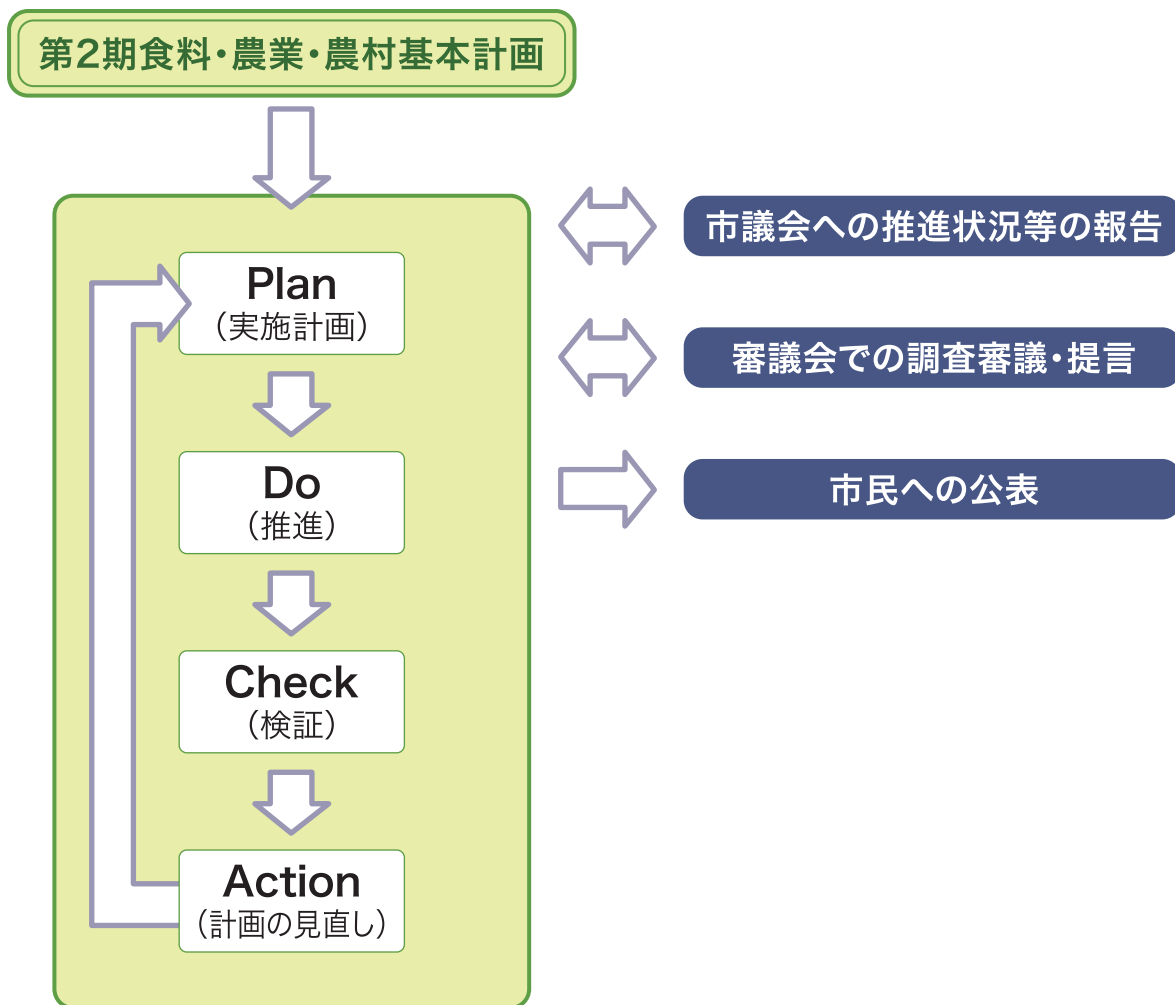 第2期食料・農業・農村基本計画
Plan
（実施計画）
Do
（推進）
Check
（検証）
Action
（計画の見直し）
市議会への推進状況等の報告
審議会での調査審議・提言
市民への公表